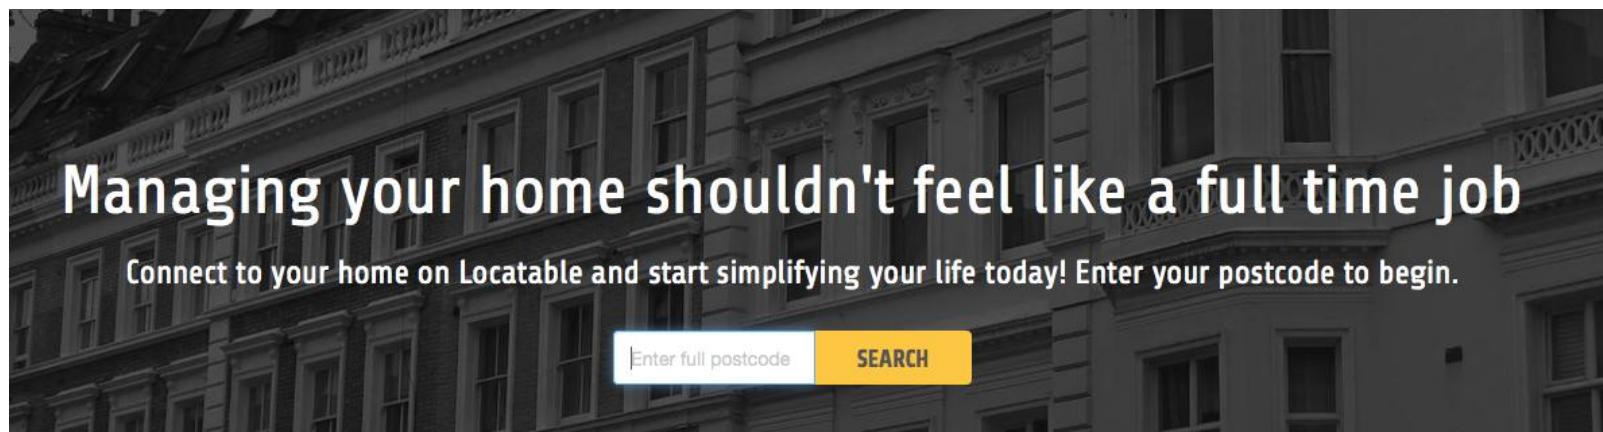 Managing your home shouldn't feel like a full time job
Connect to your home on Locatable and start simplifying your life today! Enter your postcode to begin.
Enter full postcode
SEARCH